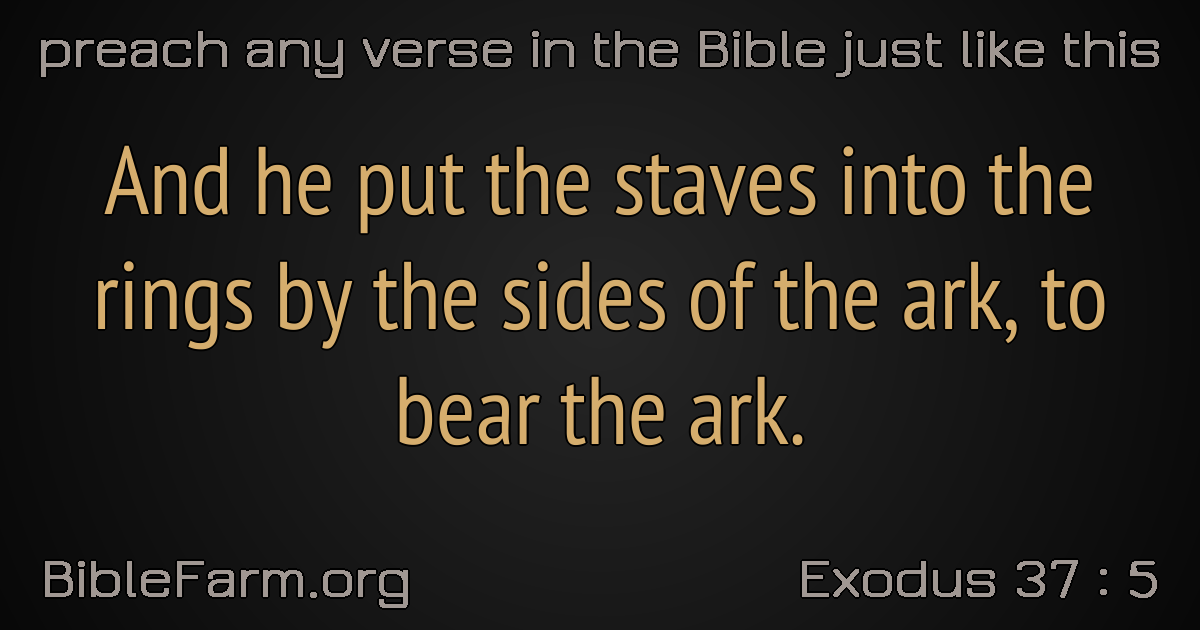 preach any verse in the Bible just like this
And he put the staves into the
rings by the sides of the ark, to
bear the ark.
BibleFarm.org
Exodus 37 : 5